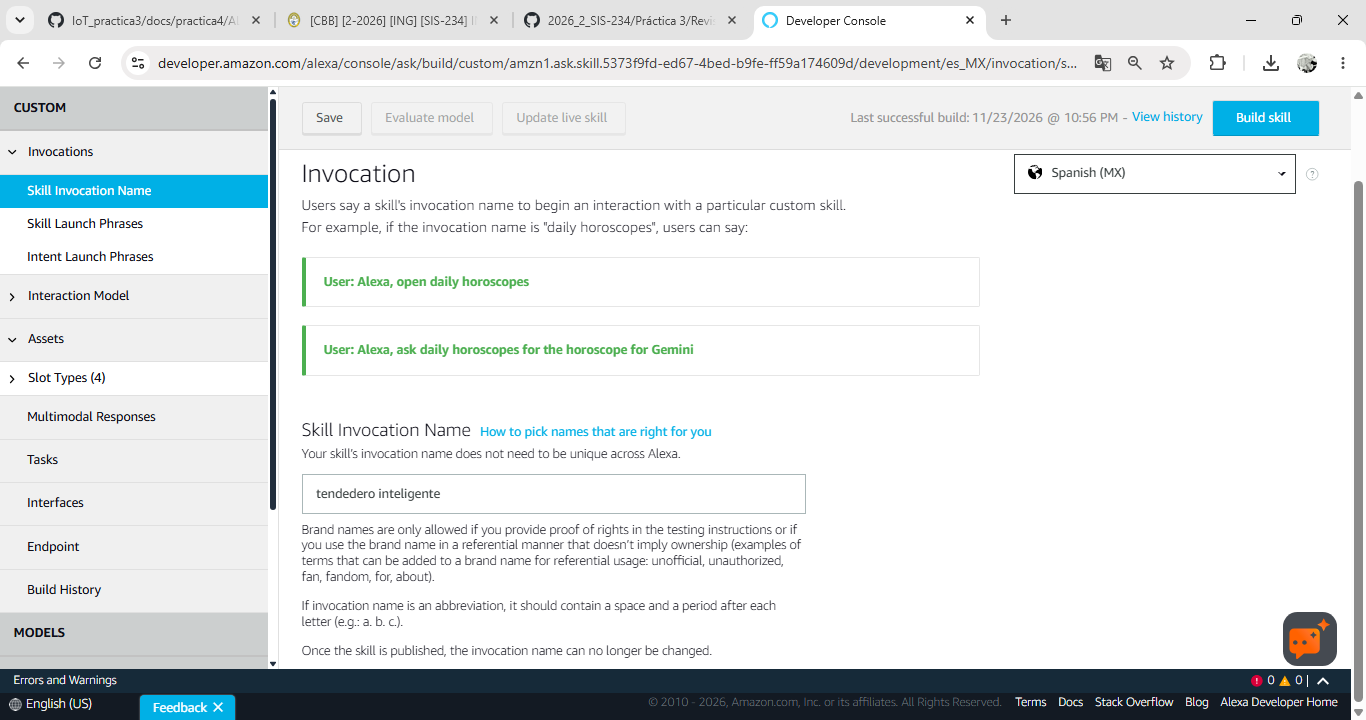 IoT_practica3/docs/practica4/Al
[CBB] [2-2026] [ING] [SIS-234] I
2026_2_SIS-234/Práctica 3/Revis
Developer Console
developer.amazon.com/alexa/console/ask/build/custom/amzn1.ask.skill.5373f9fd-ed67-4bed-b9fe-ff59a174609d/development/es_MX/invocation/s...
CUSTOM
Invocations
Skill Invocation Name
Skill Launch Phrases
Intent Launch Phrases
Interaction Model
Assets
Slot Types (4)
Multimodal Responses
Tasks
Interfaces
Endpoint
Build History
MODELS
Save
Evaluate model
Update live skill
Last successful build: 11/23/2026 @ 10:56 PM - View history
Build skill
Invocation
Spanish (MX)
Users say a skill's invocation name to begin an interaction with a particular custom skill.
For example, if the invocation name is "daily horoscopes", users can say:
User: Alexa, open daily horoscopes
User: Alexa, ask daily horoscopes for the horoscope for Gemini
Skill Invocation Name How to pick names that are right for you
Your skill's invocation name does not need to be unique across Alexa.
tendedero inteligente
Brand names are only allowed if you provide proof of rights in the testing instructions or if
you use the brand name in a referential manner that doesn't imply ownership (examples of
terms that can be added to a brand name for referential usage: unofficial, unauthorized,
fan, fandom, for, about).
If invocation name is an abbreviation, it should contain a space and a period after each
letter (e.g.: a. b. c.).
Once the skill is published, the invocation name can no longer be changed.
Errors and Warnings
0 0 |
English (US)
Feedback
© 2010 - 2026, Amazon.com, Inc. or its affiliates. All Rights Reserved.
Terms Docs Stack Overflow Blog Alexa Developer Home